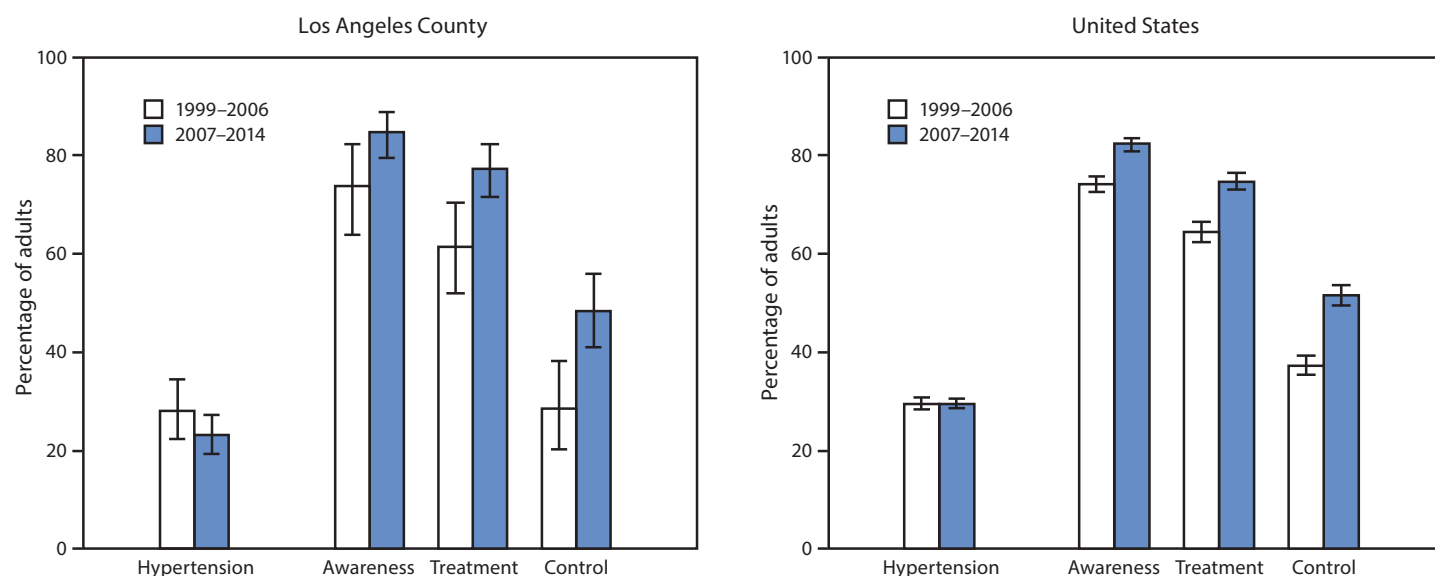 Los Angeles County
100
80
60
40
20
0
Percentage of adults
1999–2006
2007–2014
Hypertension Awareness Treatment Control
United States
100
80
60
40
20
0
Percentage of adults
1999–2006
2007–2014
Hypertension Awareness Treatment Control